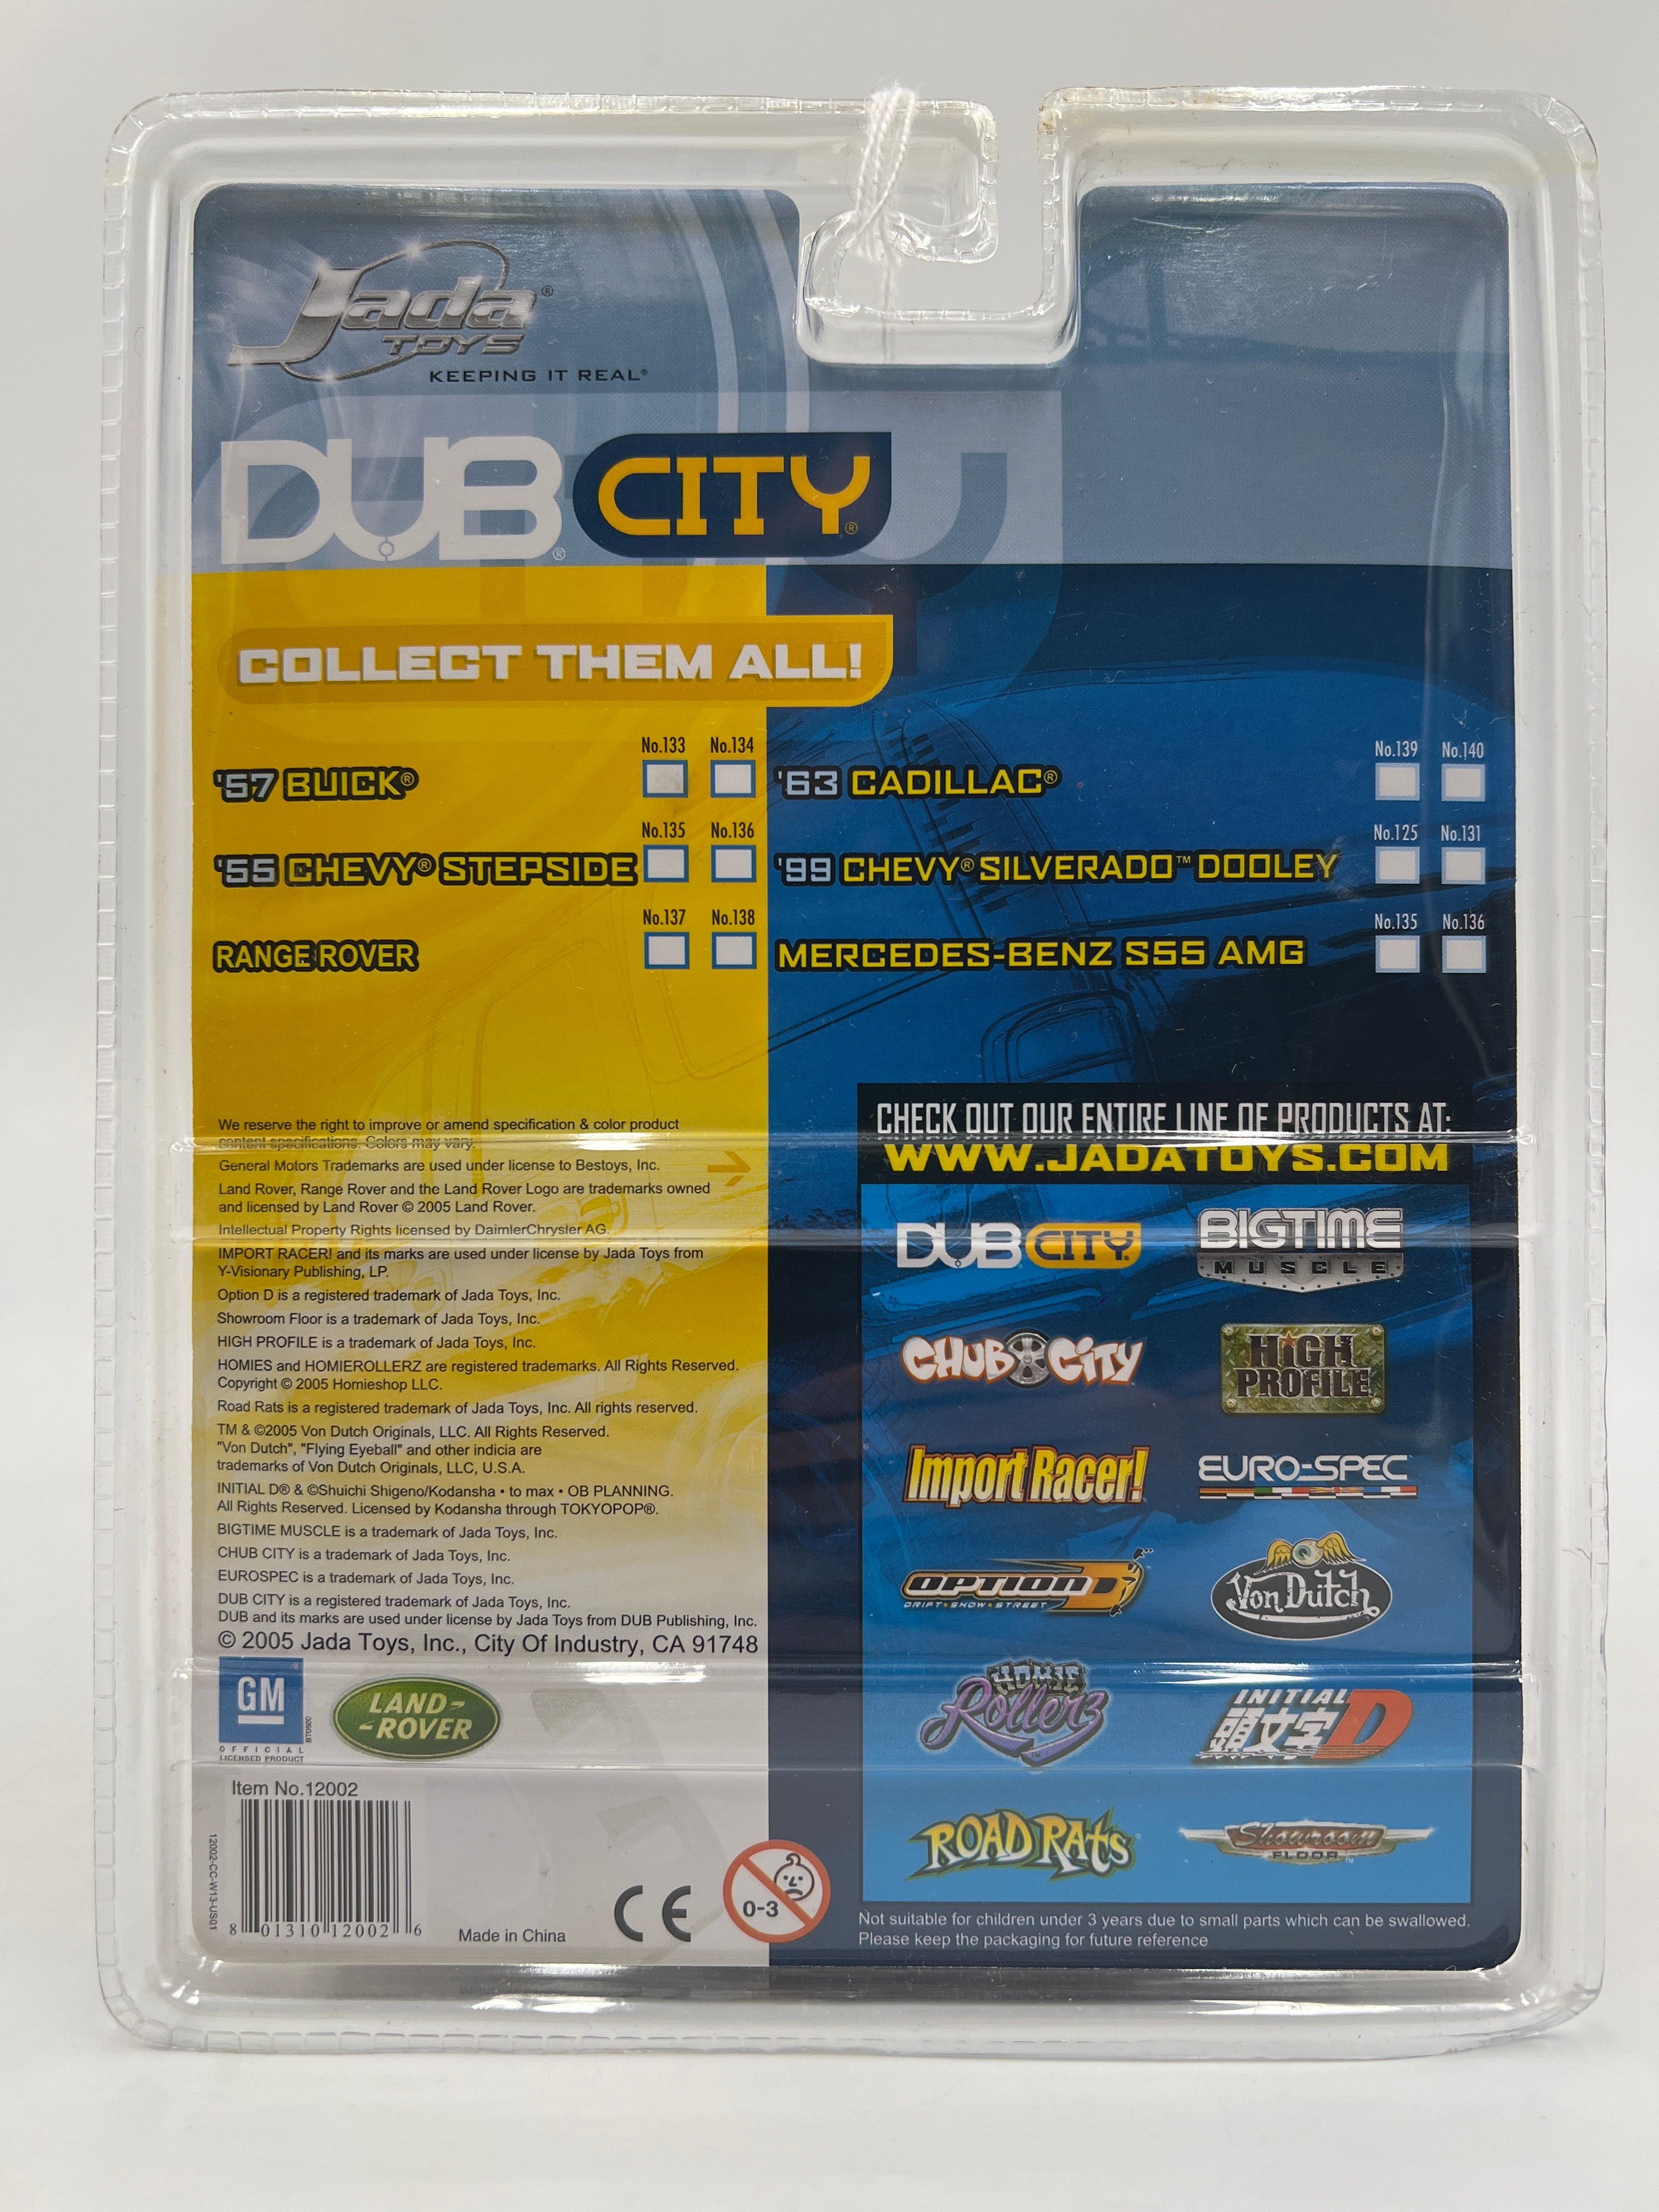 Jada®
TOYS
KEEPING IT REAL®
DUB® CITY®
COLLECT THEM ALL!
No.133 No.134
'57 BUICK®
No.135 No.136
'55 CHEVY® STEPSIDE
No.137 No.138
RANGE ROVER
No.139 No.140
'63 CADILLAC®
No.125 No.131
'99 CHEVY® SILVERADO™ DOOLEY
No.135 No.136
MERCEDES-BENZ S55 AMG
We reserve the right to improve or amend specification & color product
content specifications. Colors may vary.
General Motors Trademarks are used under license to Bestoys, Inc.
Land Rover, Range Rover and the Land Rover Logo are trademarks owned
and licensed by Land Rover © 2005 Land Rover.
Intellectual Property Rights licensed by DaimlerChrysler AG.
IMPORT RACER! and its marks are used under license by Jada Toys from
Y-Visionary Publishing, LP.
Option D is a registered trademark of Jada Toys, Inc.
Showroom Floor is a trademark of Jada Toys, Inc.
HIGH PROFILE is a trademark of Jada Toys, Inc.
HOMIES and HOMIEROLLERZ are registered trademarks. All Rights Reserved.
Copyright © 2005 Homieshop LLC.
Road Rats is a registered trademark of Jada Toys, Inc. All rights reserved.
TM & ©2005 Von Dutch Originals, LLC. All Rights Reserved.
"Von Dutch", "Flying Eyeball" and other indicia are
trademarks of Von Dutch Originals, LLC, U.S.A.
INITIAL D® & ©Shuichi Shigeno/Kodansha • to max • OB PLANNING.
All Rights Reserved. Licensed by Kodansha through TOKYOPOP®.
BIGTIME MUSCLE is a trademark of Jada Toys, Inc.
CHUB CITY is a trademark of Jada Toys, Inc.
EUROSPEC is a trademark of Jada Toys, Inc.
DUB CITY is a registered trademark of Jada Toys, Inc.
DUB and its marks are used under license by Jada Toys from DUB Publishing, Inc.
© 2005 Jada Toys, Inc., City Of Industry, CA 91748
GM
OFFICIAL
LICENSED PRODUCT
LAND-
-ROVER
Item No.12002
12002-CC-W13-US01
8 01310 12002 6
Made in China
CE
0-3
CHECK OUT OUR ENTIRE LINE OF PRODUCTS AT:
WWW.JADATOYS.COM
DUB CITY
BIGTIME
MUSCLE
CHUB CITY
HIGH
PROFILE
Import Racer!
EURO-SPEC
OPTION D
DRIFT • SHOW • STREET
Von Dutch
HOMIE
Rollerz
INITIAL
頭文字D
ROAD RATS
Showroom
FLOOR™
Not suitable for children under 3 years due to small parts which can be swallowed.
Please keep the packaging for future reference